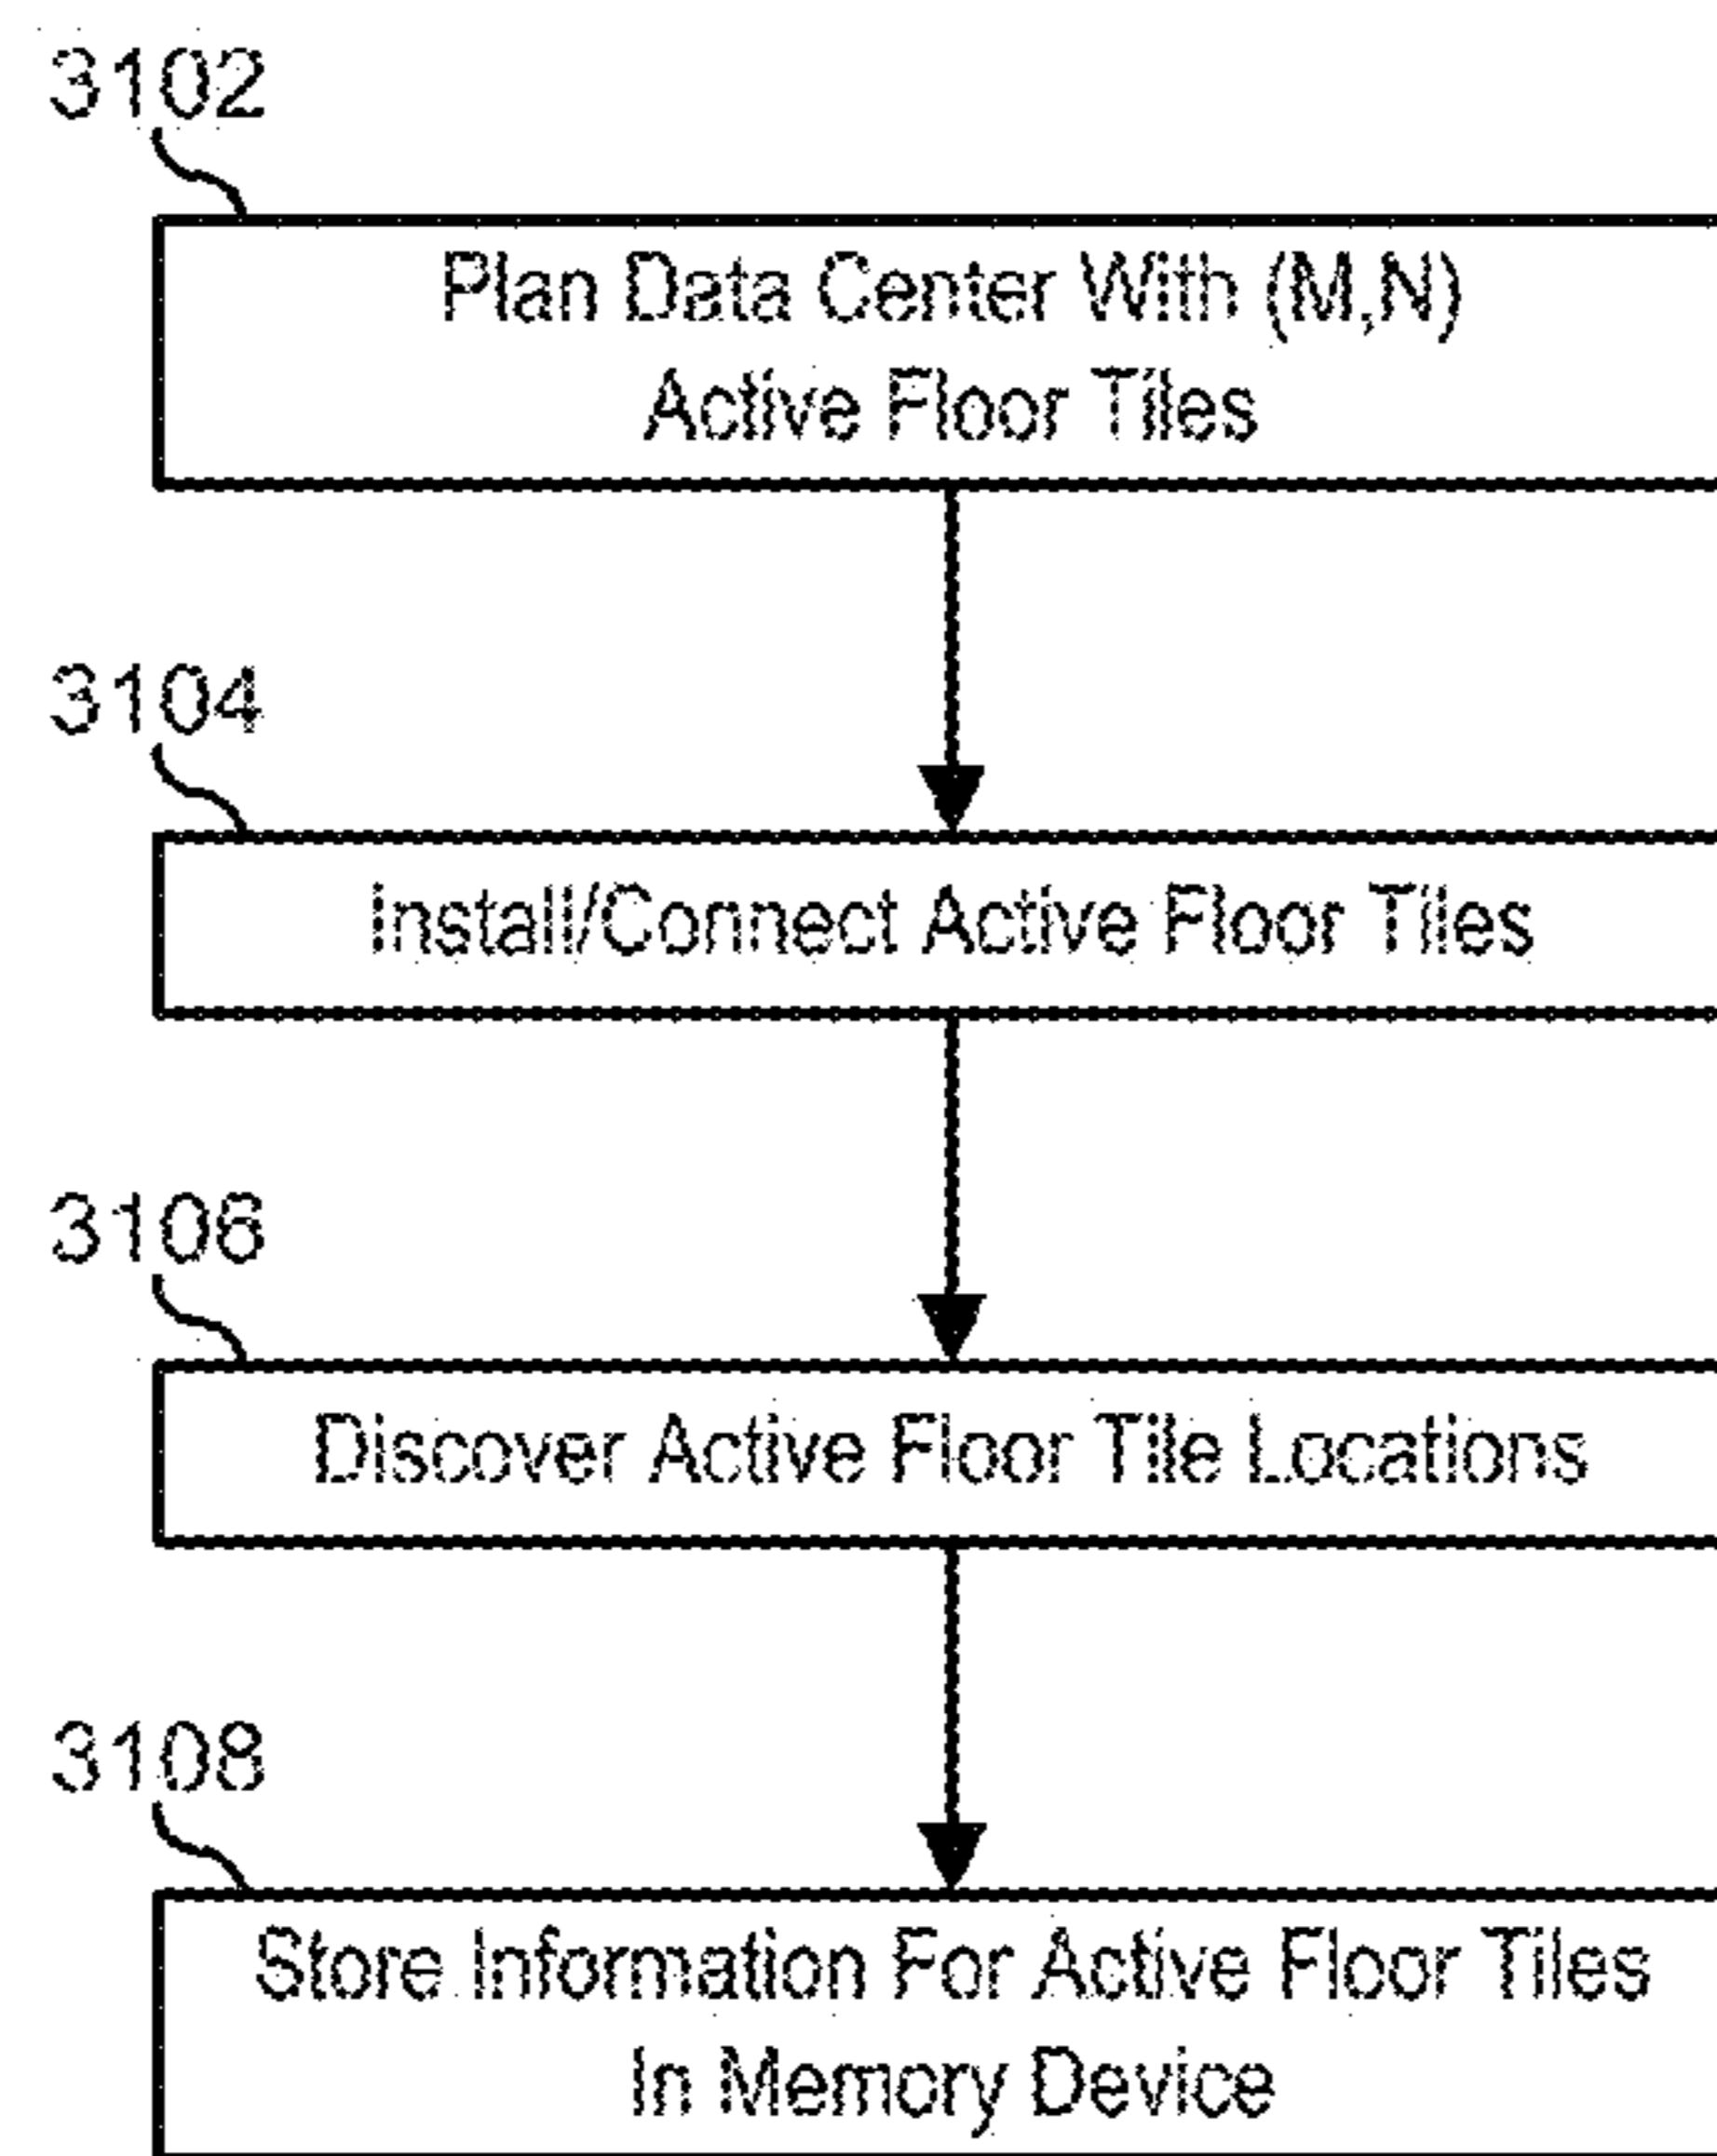 3102
Plan Data Center With (M,N)
Active Floor Tiles
3104
Install/Connect Active Floor Tiles
3106
Discover Active Floor Tile Locations
3108
Store Information For Active Floor Tiles
In Memory Device